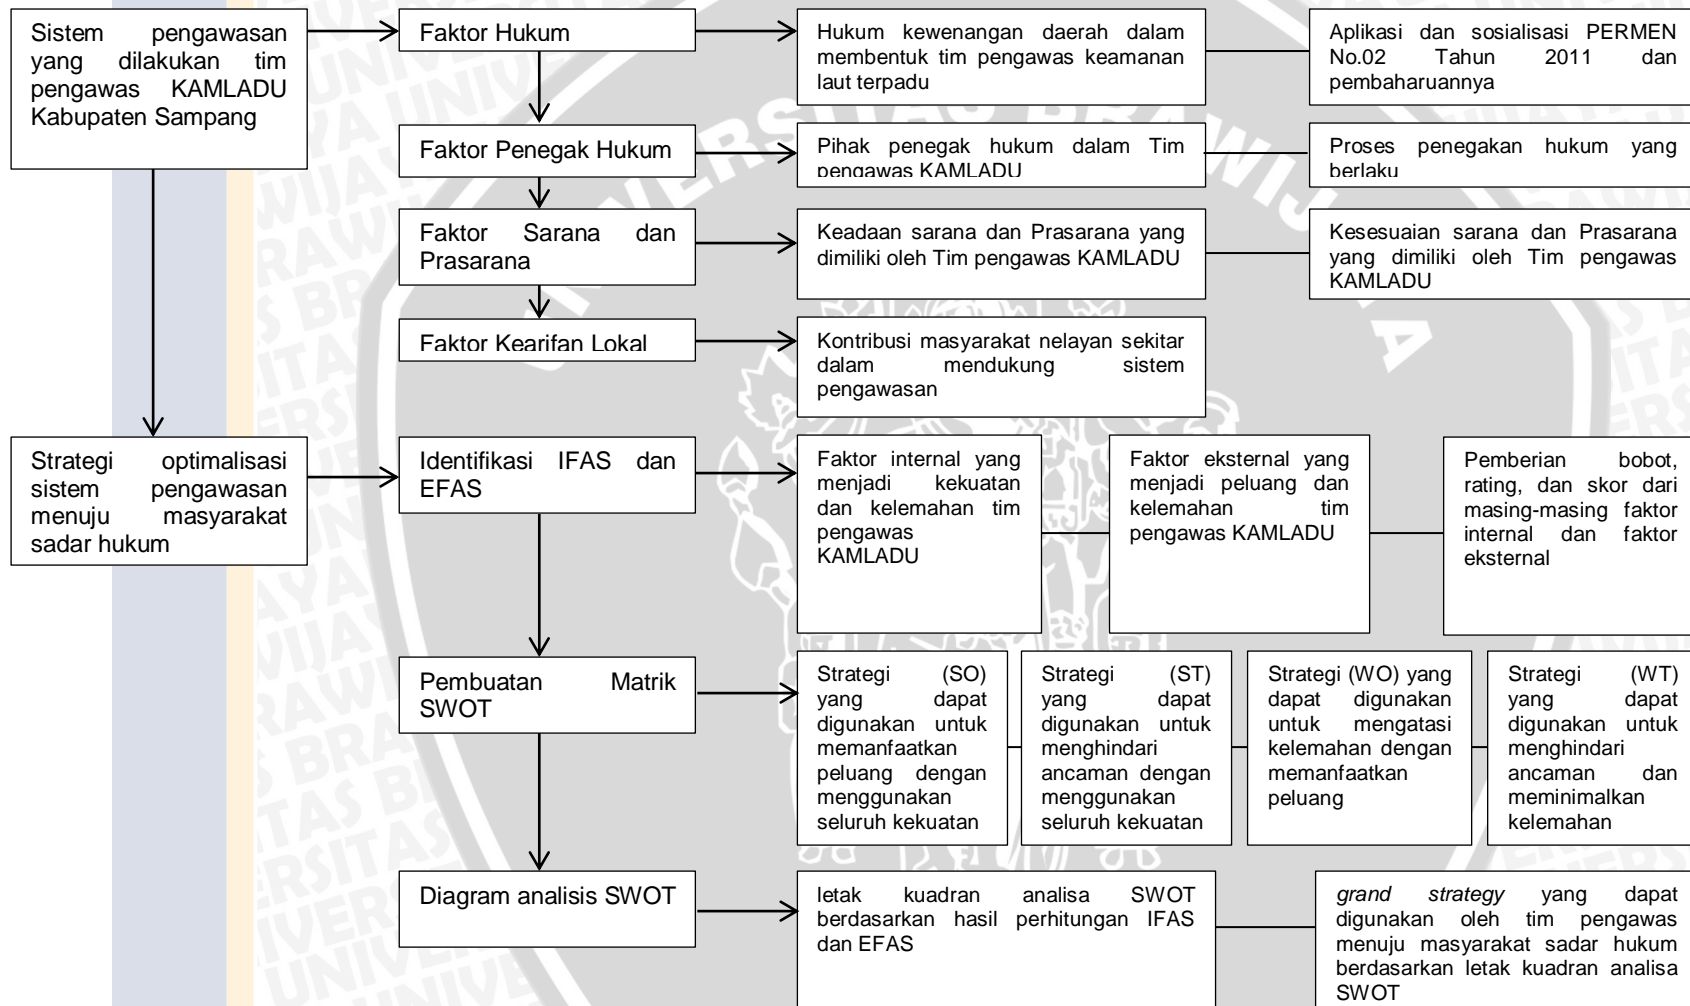 Sistem pengawasan
yang dilakukan tim
pengawas KAMLADU
Kabupaten Sampang
Faktor Hukum
Hukum kewenangan daerah dalam
membentuk tim pengawas keamanan
laut terpadu
Aplikasi dan sosialisasi PERMEN
No.02 Tahun 2011 dan
pembaharuannya
Faktor Penegak Hukum
Pihak penegak hukum dalam Tim
pengawas KAMLADU
Proses penegakan hukum yang
berlaku
Faktor Sarana dan
Prasarana
Keadaan sarana dan Prasarana yang
dimiliki oleh Tim pengawas KAMLADU
Kesesuaian sarana dan Prasarana
yang dimiliki oleh Tim pengawas
KAMLADU
Faktor Kearifan Lokal
Kontribusi masyarakat nelayan sekitar
dalam mendukung sistem
pengawasan
Strategi optimalisasi
sistem pengawasan
menuju masyarakat
sadar hukum
Identifikasi IFAS dan
EFAS
Faktor internal yang
menjadi kekuatan
dan kelemahan tim
pengawas
KAMLADU
Faktor eksternal yang
menjadi peluang dan
kelemahan tim
pengawas KAMLADU
Pemberian bobot,
rating, dan skor dari
masing-masing faktor
internal dan faktor
eksternal
Pembuatan Matrik
SWOT
Strategi (SO)
yang dapat
digunakan untuk
memanfaatkan
peluang dengan
menggunakan
seluruh kekuatan
Strategi (ST)
yang dapat
digunakan untuk
menghindari
ancaman dengan
menggunakan
seluruh kekuatan
Strategi (WO) yang
dapat digunakan
untuk mengatasi
kelemahan dengan
memanfaatkan
peluang
Strategi (WT)
yang dapat
digunakan untuk
menghindari
ancaman dan
meminimalkan
kelemahan
Diagram analisis SWOT
letak kuadran analisa SWOT
berdasarkan hasil perhitungan IFAS
dan EFAS
grand strategy yang dapat
digunakan oleh tim pengawas
menuju masyarakat sadar hukum
berdasarkan letak kuadran analisa
SWOT